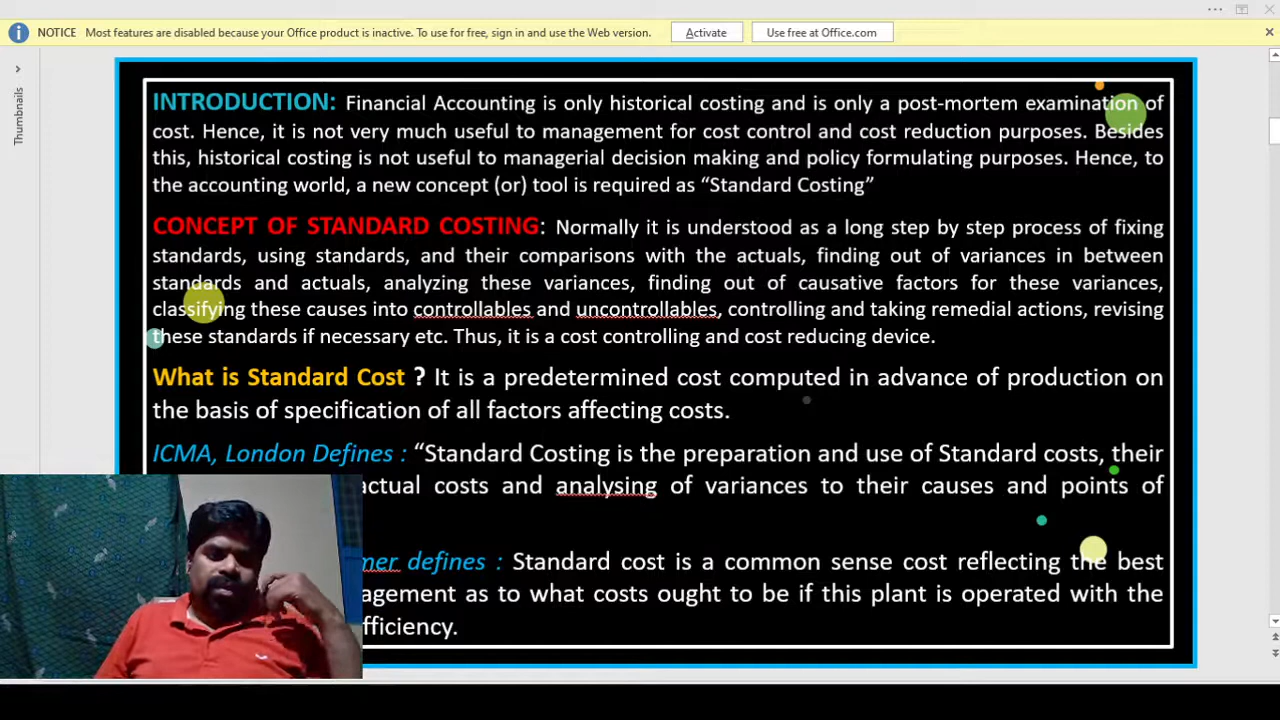 NOTICE Most features are disabled because your Office product is inactive. To use for free, sign in and use the Web version. Activate Use free at Office.com
Thumbnails
INTRODUCTION: Financial Accounting is only historical costing and is only a post-mortem examination of
cost. Hence, it is not very much useful to management for cost control and cost reduction purposes. Besides
this, historical costing is not useful to managerial decision making and policy formulating purposes. Hence, to
the accounting world, a new concept (or) tool is required as “Standard Costing”
CONCEPT OF STANDARD COSTING: Normally it is understood as a long step by step process of fixing
standards, using standards, and their comparisons with the actuals, finding out of variances in between
standards and actuals, analyzing these variances, finding out of causative factors for these variances,
classifying these causes into controllables and uncontrollables, controlling and taking remedial actions, revising
these standards if necessary etc. Thus, it is a cost controlling and cost reducing device.
What is Standard Cost ? It is a predetermined cost computed in advance of production on
the basis of specification of all factors affecting costs.
ICMA, London Defines : “Standard Costing is the preparation and use of Standard costs, their
actual costs and analysing of variances to their causes and points of
defines : Standard cost is a common sense cost reflecting the best
as to what costs ought to be if this plant is operated with the